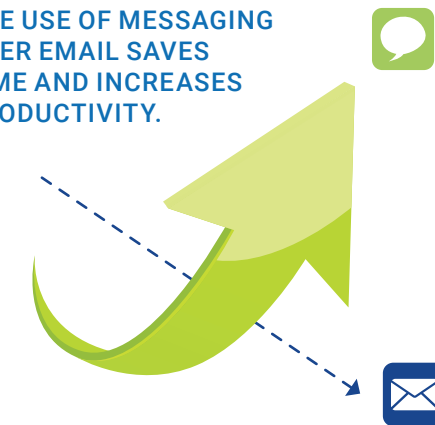 E USE OF MESSAGING
ER EMAIL SAVES
ME AND INCREASES
ODUCTIVITY.